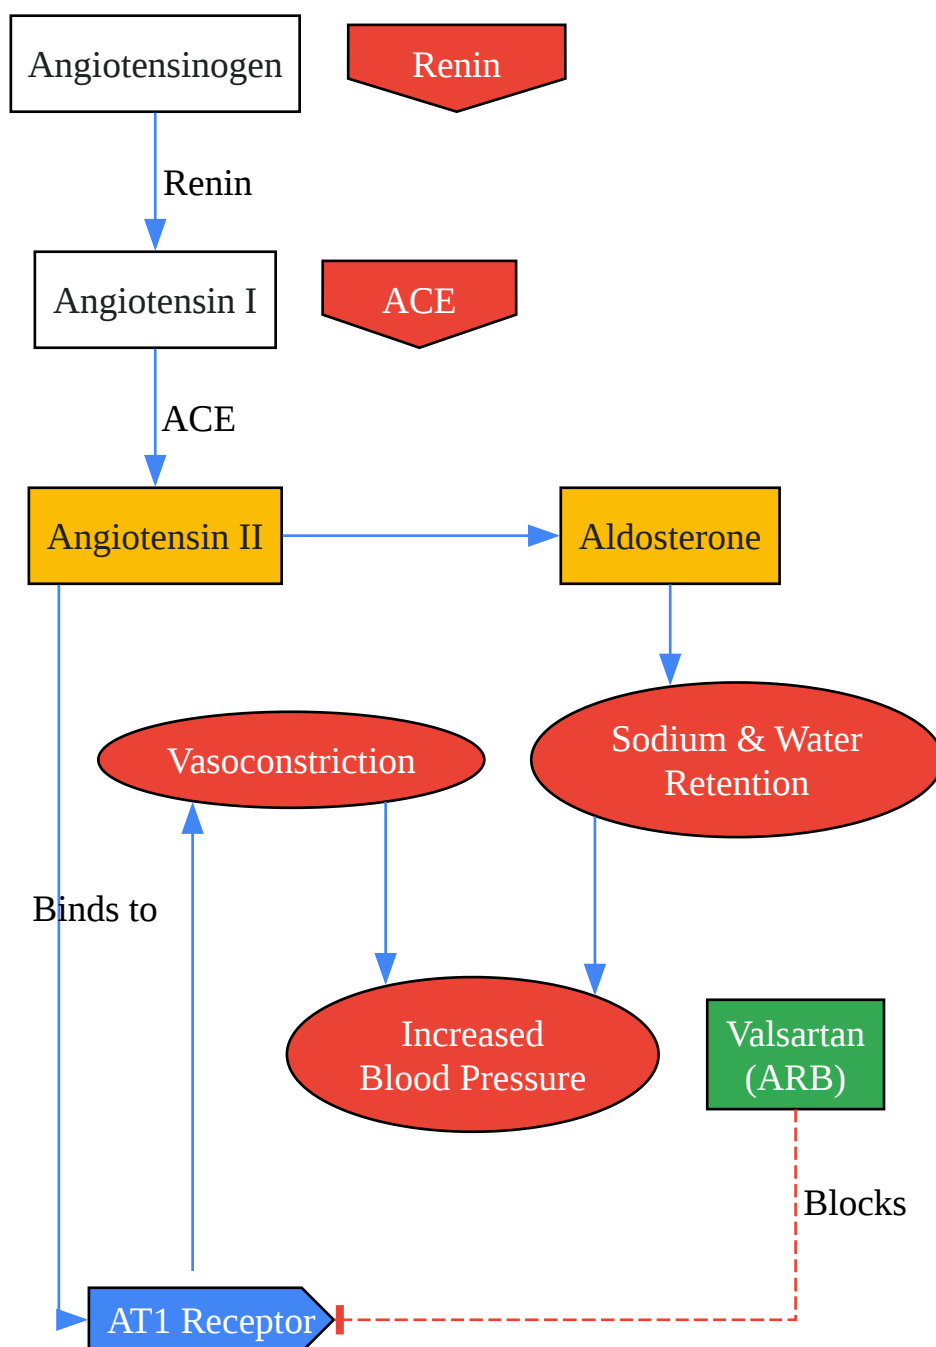 Angiotensinogen
Renin
Renin
Angiotensin I
ACE
ACE
Angiotensin II
Aldosterone
Vasoconstriction
Sodium & Water
Retention
Binds to
Increased
Blood Pressure
Valsartan
(ARB)
Blocks
AT1 Receptor